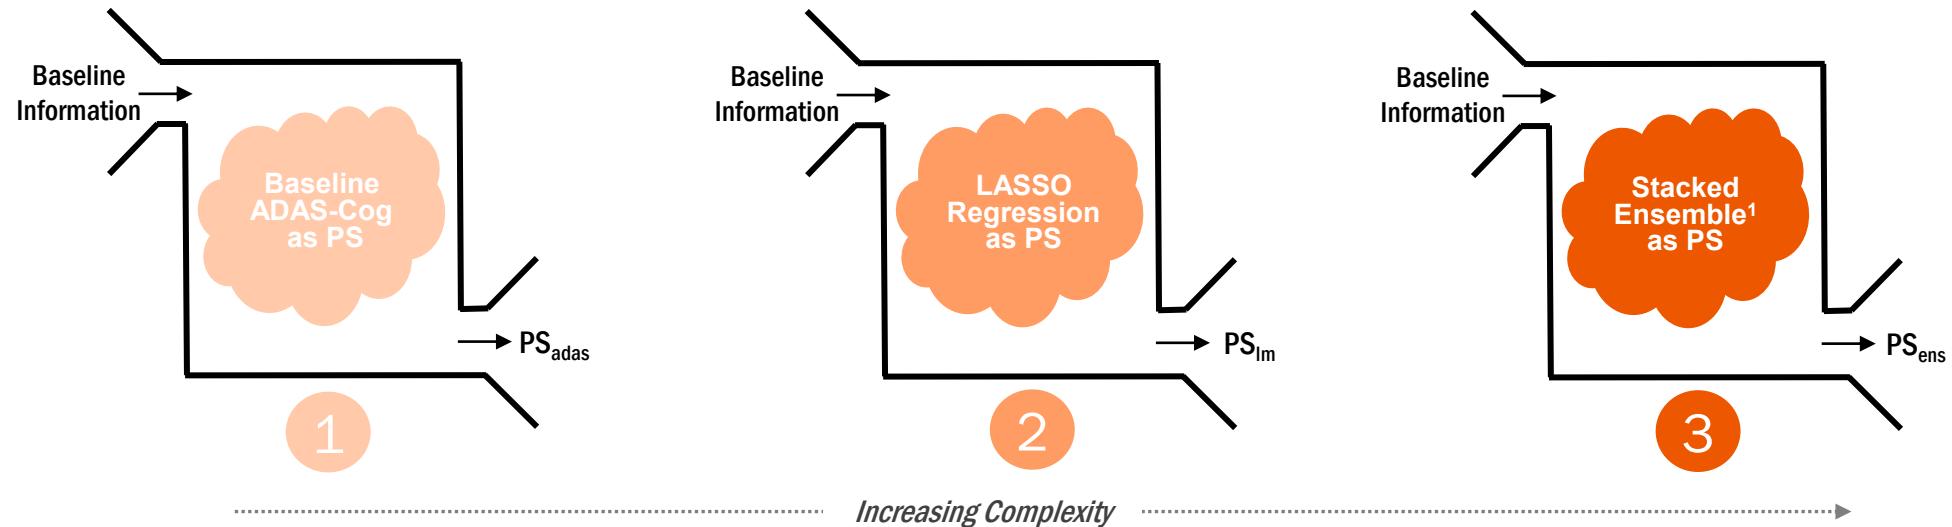 Baseline
Information
Baseline
ADAS-Cog
as PS
PSadas
1
Baseline
Information
LASSO
Regression
as PS
PSlm
2
Baseline
Information
Stacked
Ensemble¹
as PS
PSens
3
Increasing Complexity